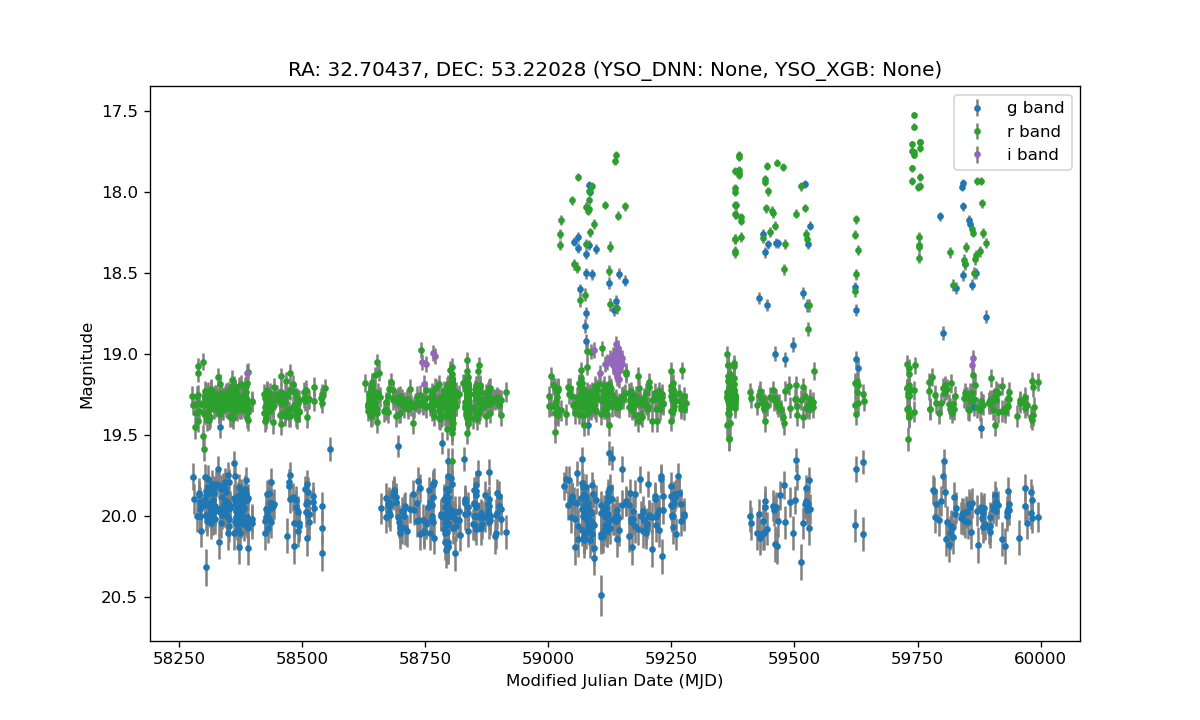 RA: 32.70437, DEC: 53.22028 (YSO_DNN: None, YSO_XGB: None)
g band
r band
i band
17.5
18.0
18.5
19.0
19.5
20.0
20.5
Magnitude
58250 58500 58750 59000 59250 59500 59750 60000
Modified Julian Date (MJD)